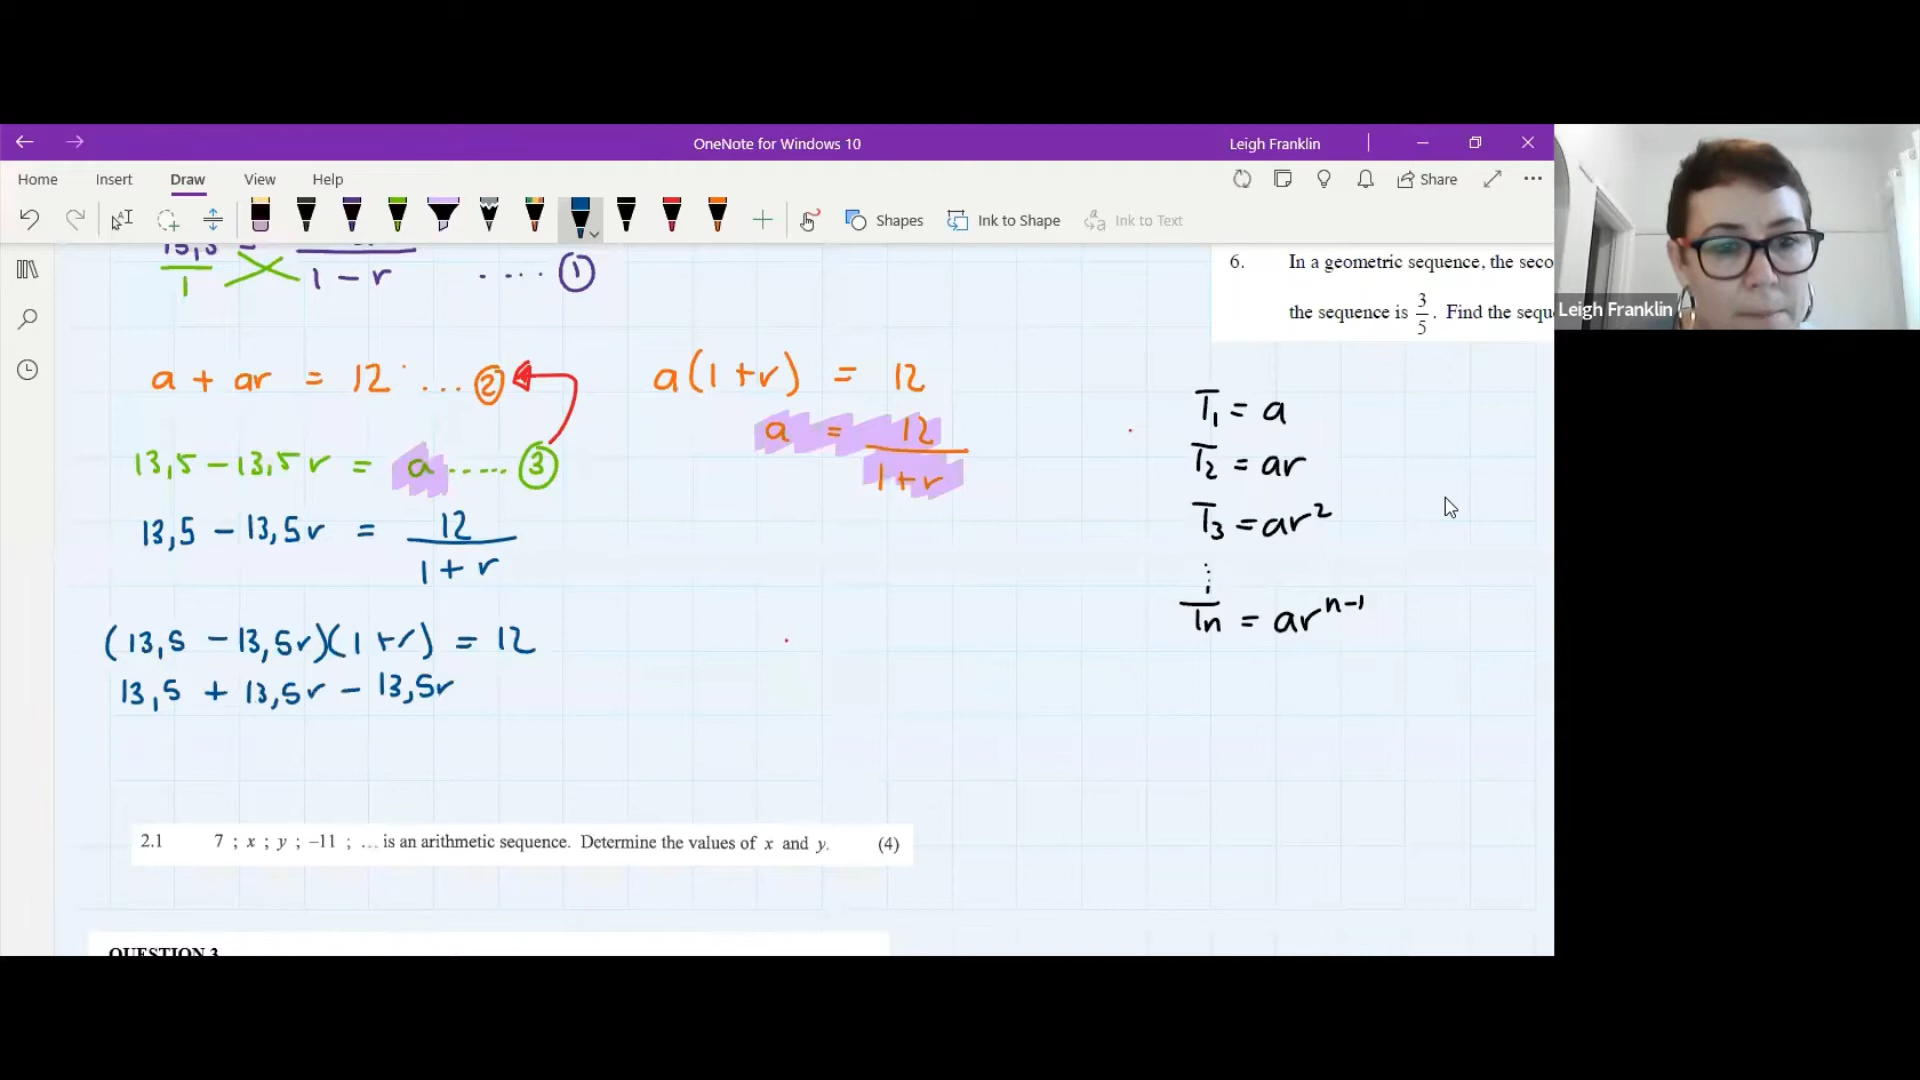 OneNote for Windows 10
Leigh Franklin
Home Insert Draw View Help
Share
Shapes Ink to Shape Ink to Text
1
1 - r .... ①
6. In a geometric sequence, the seco
the sequence is 3/5. Find the sequ
Leigh Franklin
a + ar = 12 ... ②
a(1 + r) = 12
a = 12/(1 + r)
13,5 - 13,5r = a ..... ③
13,5 - 13,5r = 12/(1 + r)
(13,5 - 13,5r)(1 + r) = 12
13,5 + 13,5r - 13,5r
T₁ = a
T₂ = ar
T₃ = ar²
⋮
Tn = arⁿ⁻¹
2.1 7 ; x ; y ; –11 ; … is an arithmetic sequence. Determine the values of x and y. (4)
QUESTION 3